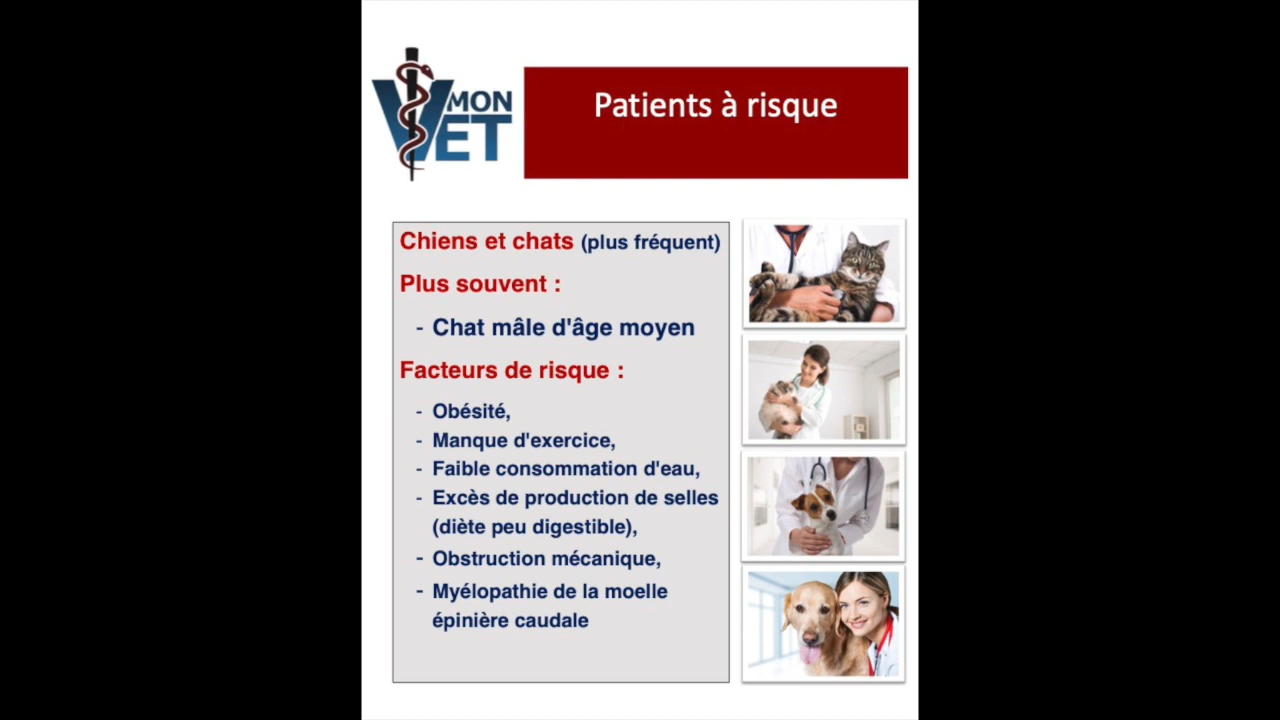 MON
VET
Patients à risque
Chiens et chats (plus fréquent)
Plus souvent :
- Chat mâle d'âge moyen
Facteurs de risque :
- Obésité,
- Manque d'exercice,
- Faible consommation d'eau,
- Excès de production de selles
(diète peu digestible),
- Obstruction mécanique,
- Myélopathie de la moelle
épinière caudale